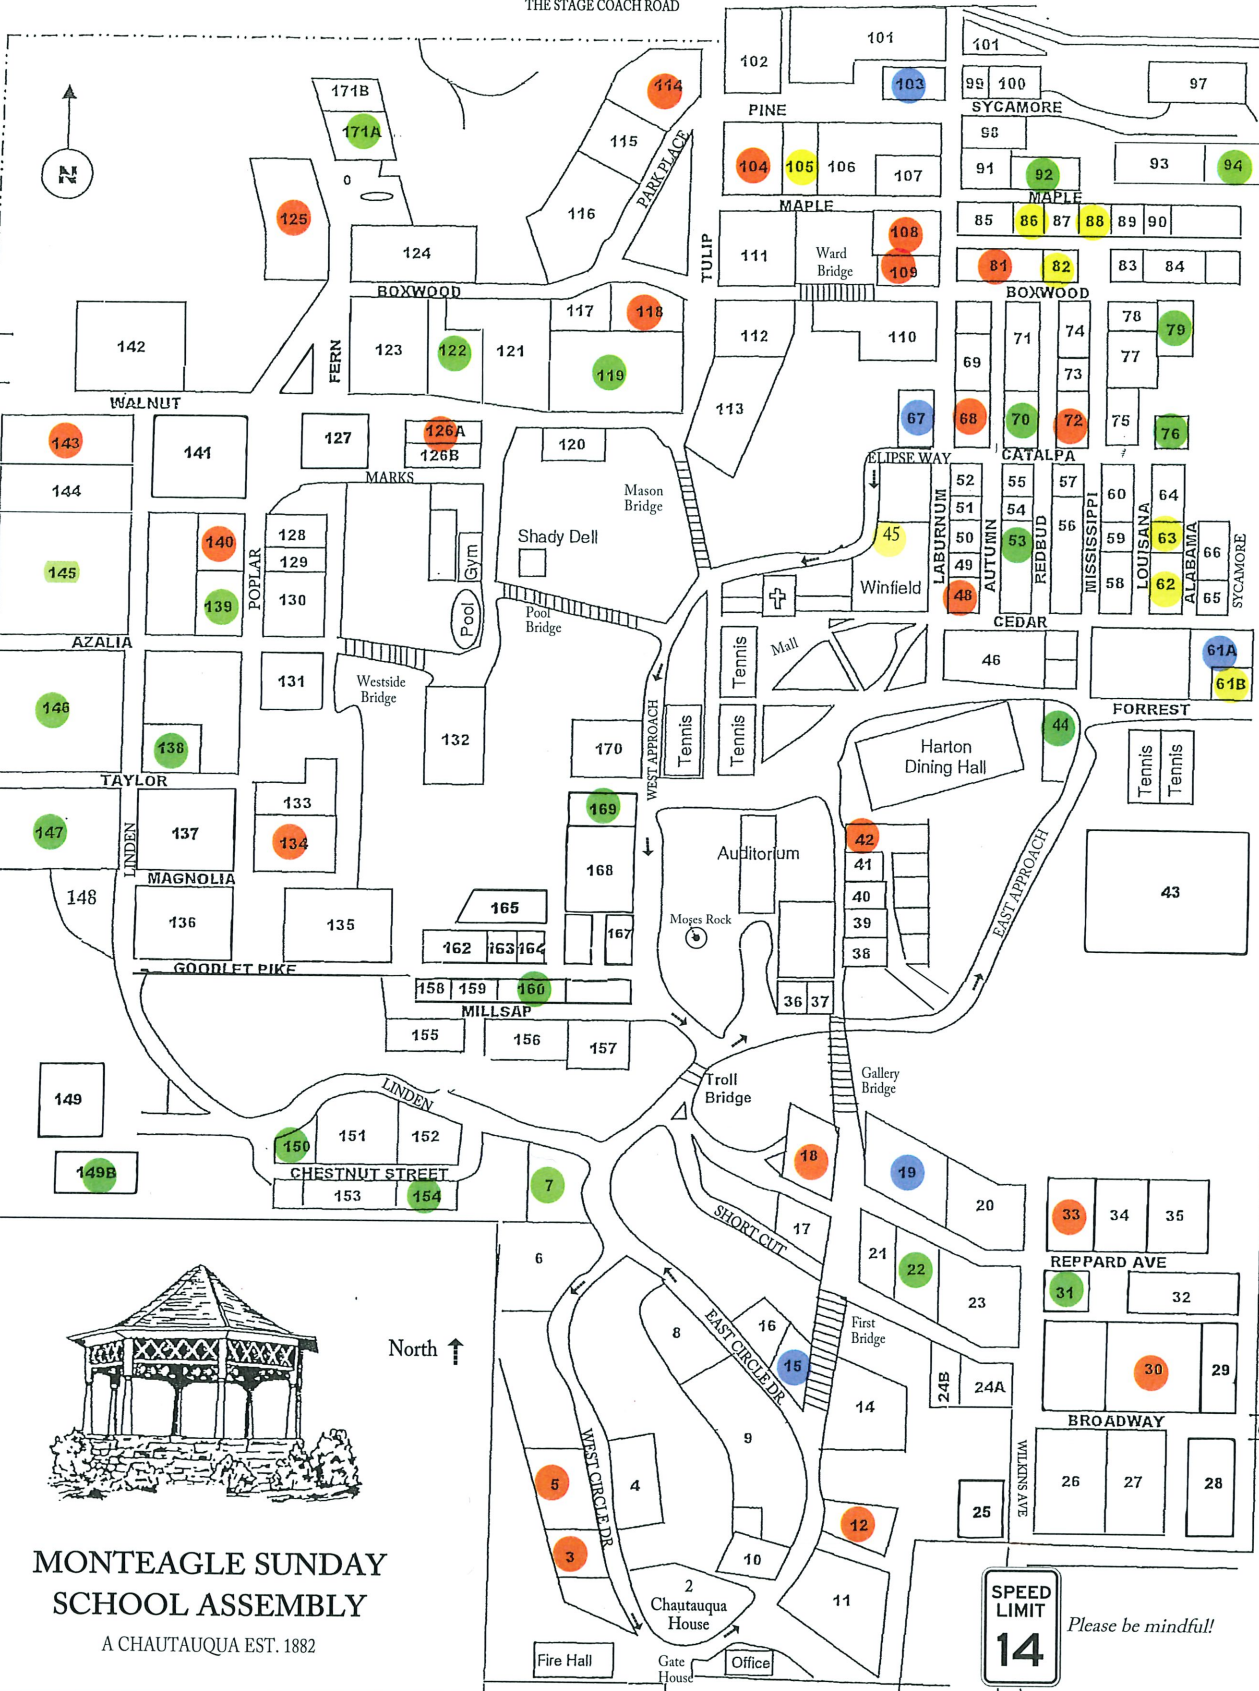 THE STAGE COACH ROAD
102
101
101
103
99
100
97
PINE
SYCAMORE
98
171B
171A
114
115
PARK PLACE
116
104
105
106
107
91
92
93
94
MAPLE
MAPLE
N
O
125
124
85
86
87
88
89
90
TULIP
111
Ward
Bridge
108
109
81
82
83
84
BOXWOOD
BOXWOOD
117
118
142
FERN
123
122
121
119
112
113
110
69
71
74
73
78
79
77
67
68
70
72
75
76
WALNUT
143
141
127
126A
126B
120
ELIPSE WAY
CATALPA
144
MARKS
Mason
Bridge
52
51
50
49
48
LABURNUM
AUTUMN
55
54
53
REDBUD
57
56
MISSISSIPPI
60
59
58
LOUSANA
64
63
62
ALABAMA
66
65
SYCAMORE
Shady Dell
Gym
45
Winfield
145
140
139
POPLAR
128
129
130
Pool
Pool
Bridge
CEDAR
AZALIA
Tennis
Mall
46
61A
61B
131
Westside
Bridge
FORREST
146
138
132
170
WEST APPROACH
Tennis
Tennis
Harton
Dining Hall
44
Tennis
Tennis
TAYLOR
133
134
169
147
LINDEN
137
168
Auditorium
42
41
40
39
38
EAST APPROACH
43
MAGNOLIA
148
136
135
165
162
163
164
167
Moses Rock
GOODLET PIKE
158
159
160
36
37
MILLSAP
155
156
157
149
LINDEN
Troll
Bridge
Gallery
Bridge
150
151
152
149B
CHESTNUT STREET
153
154
7
18
19
20
33
34
35
SHORT CUT
17
21
22
23
REPPARD AVE
31
32
6
North
8
EAST CIRCLE DR
16
15
First
Bridge
14
24B
24A
30
29
BROADWAY
9
WEST CIRCLE DR
5
4
3
12
10
11
25
WILKINS AVE
26
27
28
2
Chautauqua
House
MONTEAGLE SUNDAY
SCHOOL ASSEMBLY
A CHAUTAUQUA EST. 1882
Fire Hall
Gate
House
Office
SPEED
LIMIT
14
Please be mindful!